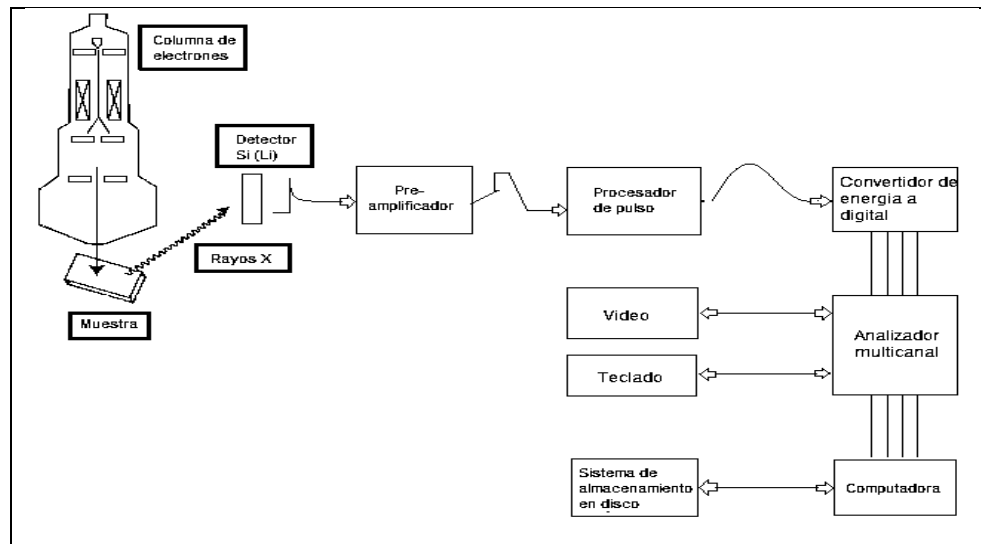 Columna de
electrones
Detector
Si (Li)
Pre-
amplificador
Procesador
de pulso
Convertidor de
energia a
digital
Rayos X
Muestra
Video
Analizador
multicanal
Teclado
Sistema de
almacenamiento
en disco
Computadora